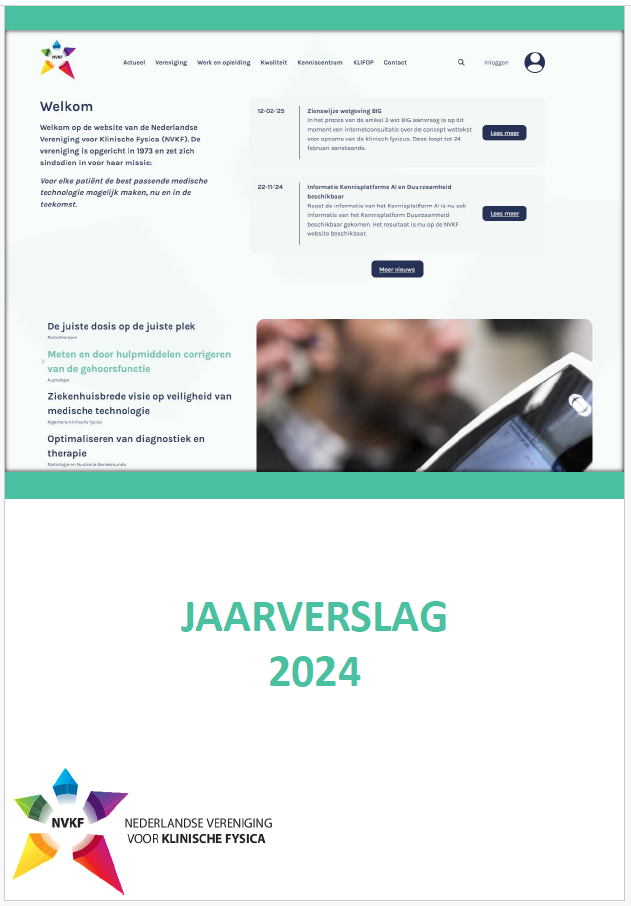 NVKF
Actueel Vereniging Werk en opleiding Kwaliteit Kenniscentrum KLIFOP Contact Inloggen
Welkom
Welkom op de website van de Nederlandse
Vereniging voor Klinische Fysica (NVKF). De
vereniging is opgericht in 1973 en zet zich
sindsdien in voor haar missie:
Voor elke patiënt de best passende medische
technologie mogelijk maken, nu en in de
toekomst.
12-02-'25
Zienswijze wetgeving BIG
In het proces van de artikel 3 wet BIG aanvraag is op dit
moment een internetconsultatie over de concept wettekst
voor opname van de klinisch fysicus. Deze loopt tot 24
februari aanstaande.
Lees meer
22-11-'24
Informatie Kennisplatforms AI en Duurzaamheid
beschikbaar
Naast de informatie van het Kennisplatform AI is nu ook
informatie van het Kennisplatform Duurzaamheid
beschikbaar gekomen. Het resultaat is nu op de NVKF
website beschikbaar.
Lees meer
Meer nieuws
De juiste dosis op de juiste plek
Radiotherapie
Meten en door hulpmiddelen corrigeren
van de gehoorsfunctie
Audiologie
Ziekenhuisbrede visie op veiligheid van
medische technologie
Algemene klinische fysica
Optimaliseren van diagnostiek en
therapie
Radiologie en Nucleaire Geneeskunde
JAARVERSLAG
2024
NVKF
NEDERLANDSE VERENIGING
VOOR KLINISCHE FYSICA